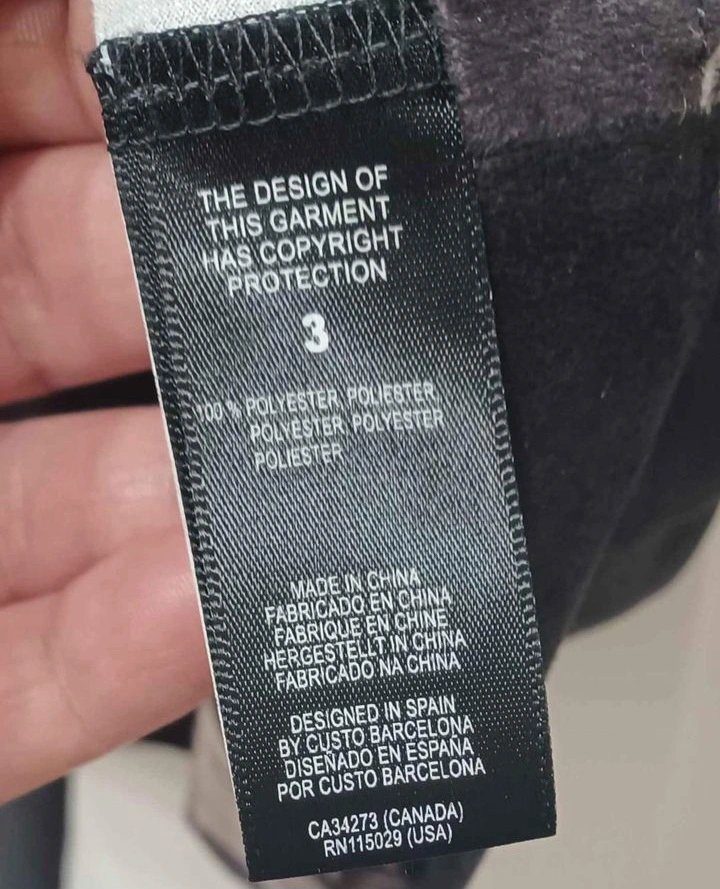 THE DESIGN OF
THIS GARMENT
HAS COPYRIGHT
PROTECTION
3
100 % POLYESTER POLIESTER
POLYESTER POLYESTER
POLIESTER
MADE IN CHINA
FABRICADO EN CHINA
FABRIQUE EN CHINE
HERGESTELLT IN CHINA
FABRICADO NA CHINA
DESIGNED IN SPAIN
BY CUSTO BARCELONA
DISEÑADO EN ESPAÑA
POR CUSTO BARCELONA
CA34273 (CANADA)
RN115029 (USA)